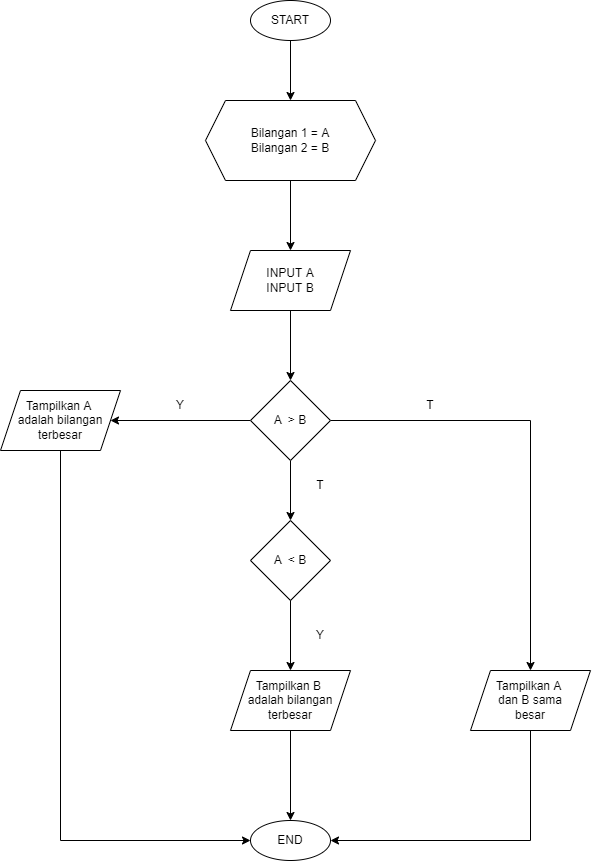 START
Bilangan 1 = A
Bilangan 2 = B
INPUT A
INPUT B
A > B
Y
T
T
Tampilkan A
adalah bilangan
terbesar
A < B
Y
Tampilkan B
adalah bilangan
terbesar
Tampilkan A
dan B sama
besar
END